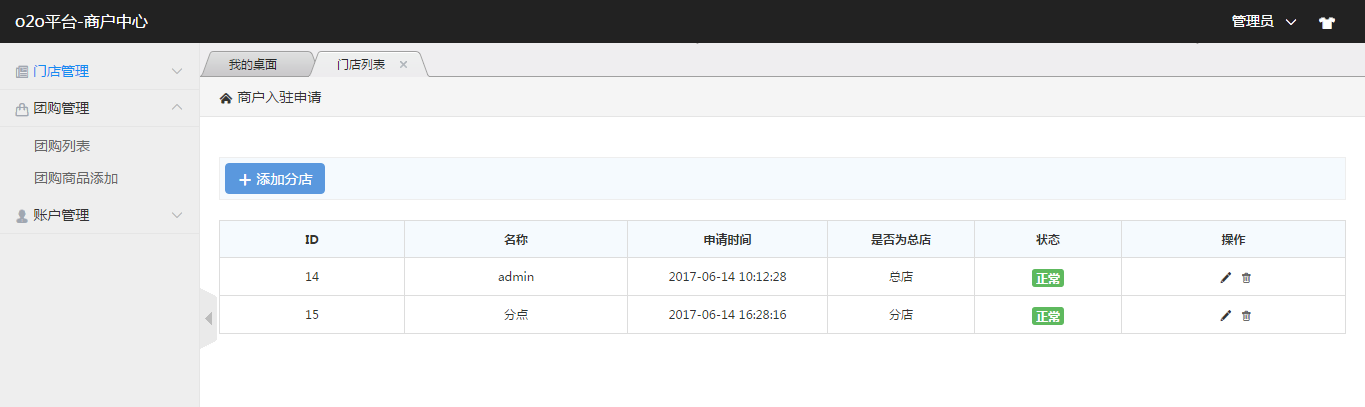 o2o平台-商户中心
管理员
门店管理
团购管理
团购列表
团购商品添加
账户管理
我的桌面
门店列表
商户入驻申请
添加分店
ID 名称 申请时间 是否为总店 状态 操作
14 admin 2017-06-14 10:12:28 总店 正常
15 分点 2017-06-14 16:28:16 分店 正常